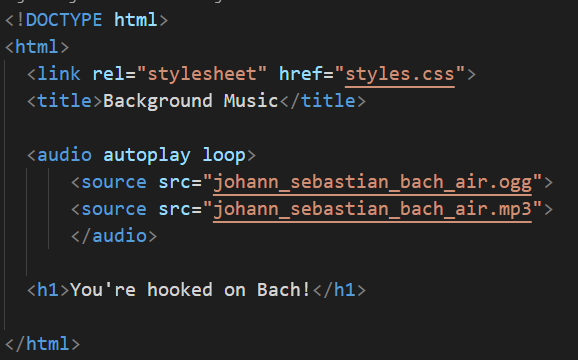 <!DOCTYPE html>
<html>
<link rel="stylesheet" href="styles.css">
<title>Background Music</title>
<audio autoplay loop>
<source src="johann_sebastian_bach_air.ogg">
<source src="johann_sebastian_bach_air.mp3">
</audio>
<h1>You're hooked on Bach!</h1>
</html>